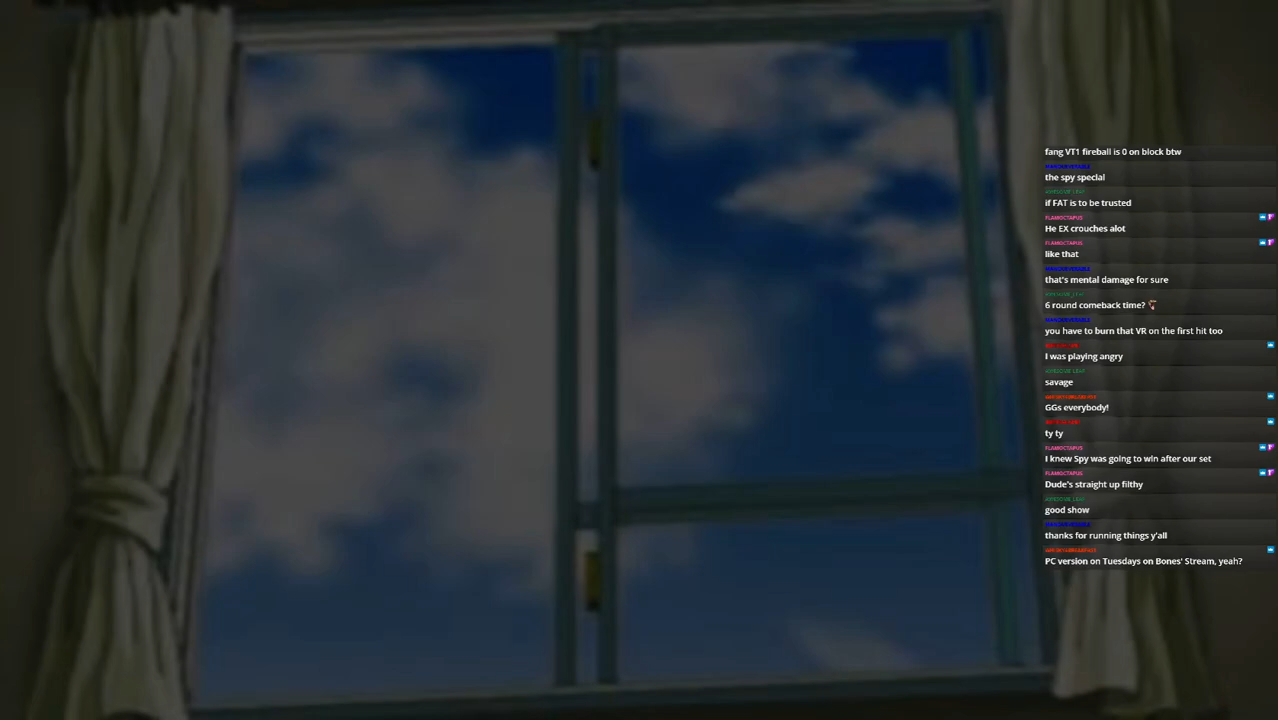 fang VT1 fireball is 0 on block btw
the spy special
if FAT is to be trusted
FLAMOCTAPUS
He EX crouches alot
FLAMOCTAPUS
like that
that's mental damage for sure
6 round comeback time?
you have to burn that VR on the first hit too
I was playing angry
savage
GGs everybody!
ty ty
FLAMOCTAPUS
I knew Spy was going to win after our set
FLAMOCTAPUS
Dude's straight up filthy
good show
thanks for running things y'all
PC version on Tuesdays on Bones' Stream, yeah?